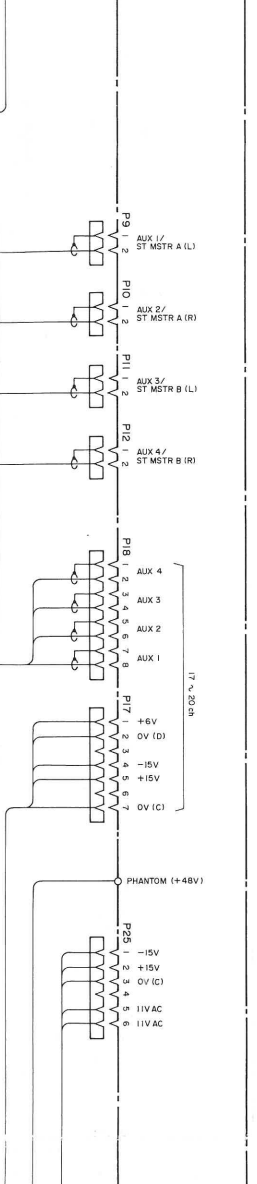 P9
1
2
AUX 1/
ST MSTR A (L)
P10
1
2
AUX 2/
ST MSTR A (R)
P11
1
2
AUX 3/
ST MSTR B (L)
P12
1
2
AUX 4/
ST MSTR B (R)
P18
1
2 AUX 4
3
4 AUX 3
5
6 AUX 2
7
8 AUX 1
17 ~ 20 ch
P17
1 +6V
2 0V (D)
3
4 -15V
5 +15V
6
7 0V (C)
PHANTOM (+48V)
P25
1 -15V
2 +15V
3 0V (C)
4
5 11V AC
6 11V AC